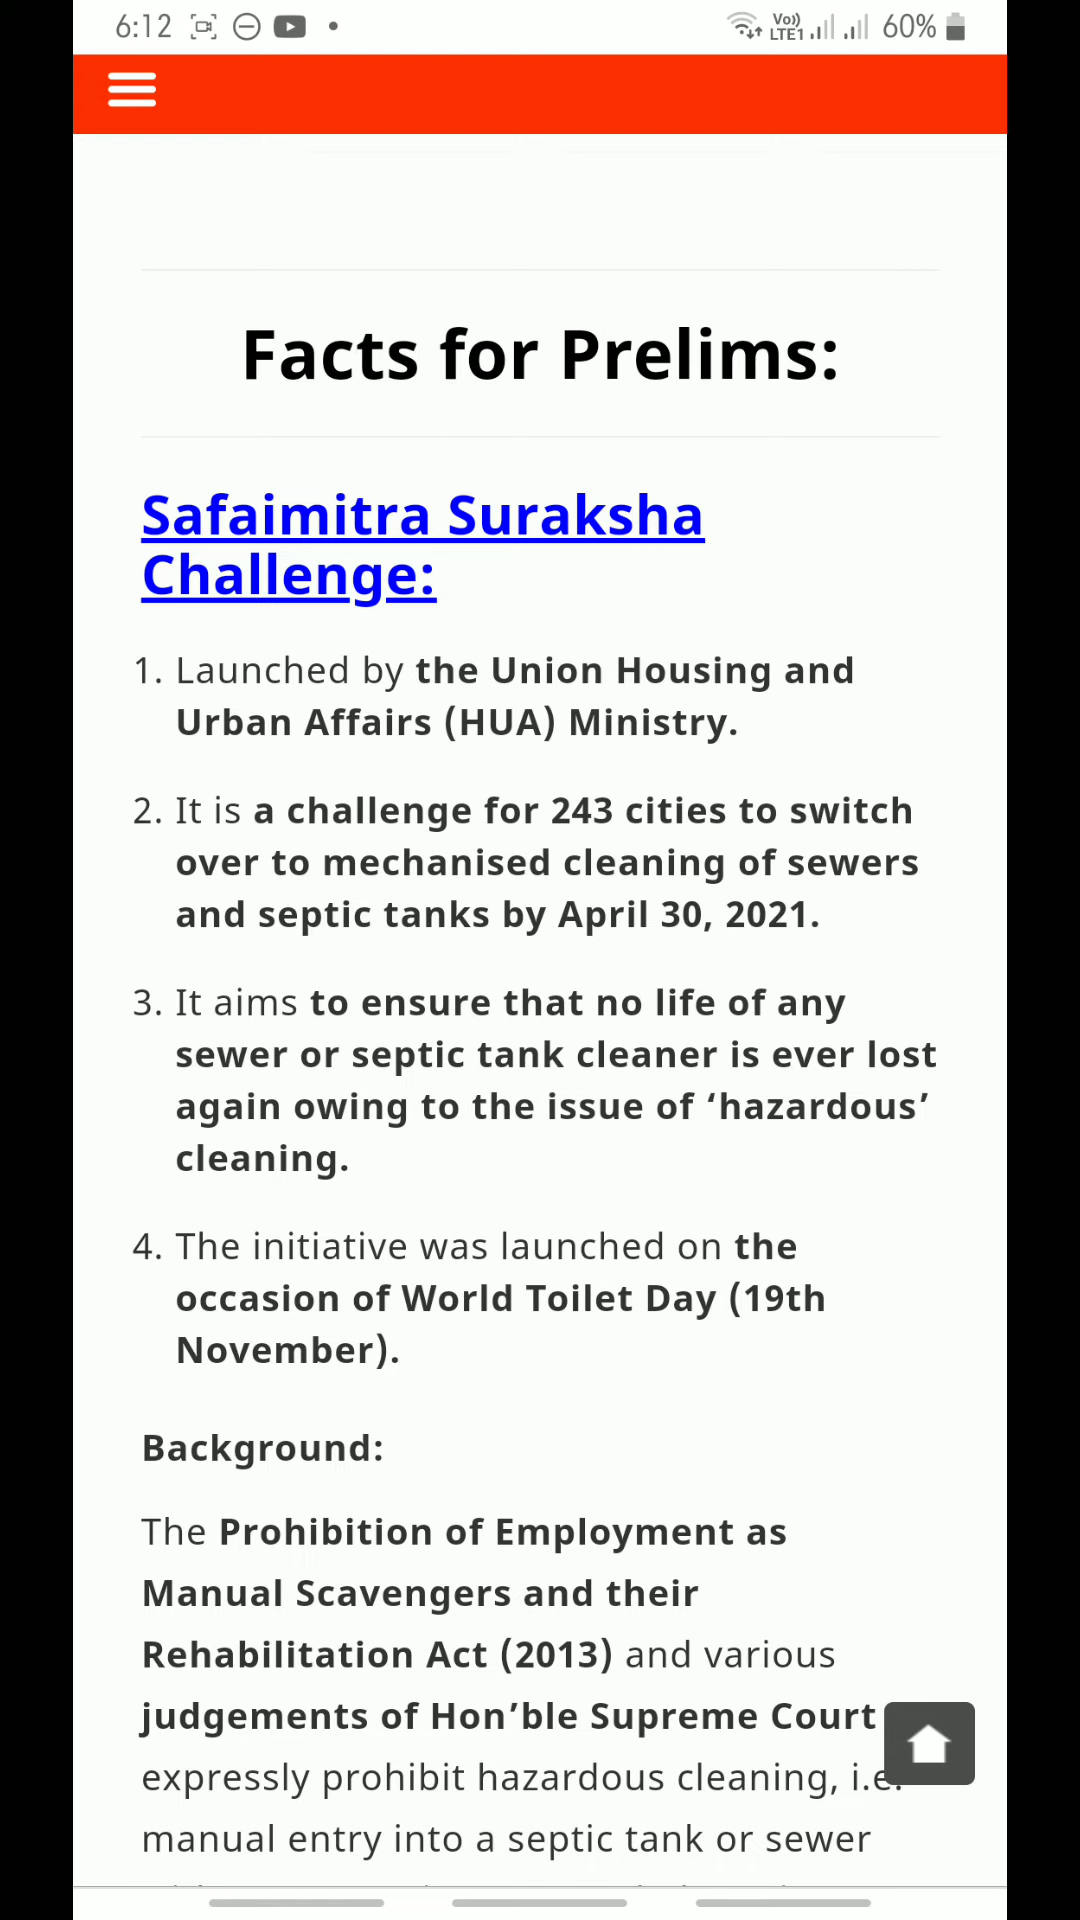 6:12
Vo)) LTE1 60%
Facts for Prelims:
Safaimitra Suraksha
Challenge:
1. Launched by the Union Housing and
Urban Affairs (HUA) Ministry.
2. It is a challenge for 243 cities to switch
over to mechanised cleaning of sewers
and septic tanks by April 30, 2021.
3. It aims to ensure that no life of any
sewer or septic tank cleaner is ever lost
again owing to the issue of ‘hazardous’
cleaning.
4. The initiative was launched on the
occasion of World Toilet Day (19th
November).
Background:
The Prohibition of Employment as
Manual Scavengers and their
Rehabilitation Act (2013) and various
judgements of Hon’ble Supreme Court
expressly prohibit hazardous cleaning, i.e.
manual entry into a septic tank or sewer